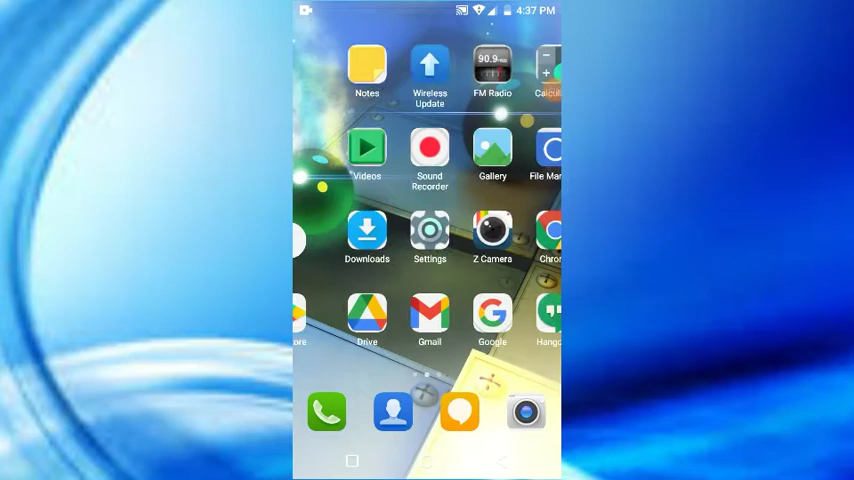 4:37 PM
90.9
Notes
Wireless
Update
FM Radio
Calcul
Videos
Sound
Recorder
Gallery
File Man
Downloads
Settings
Z Camera
Chro
ore
Drive
Gmail
Google
Hango